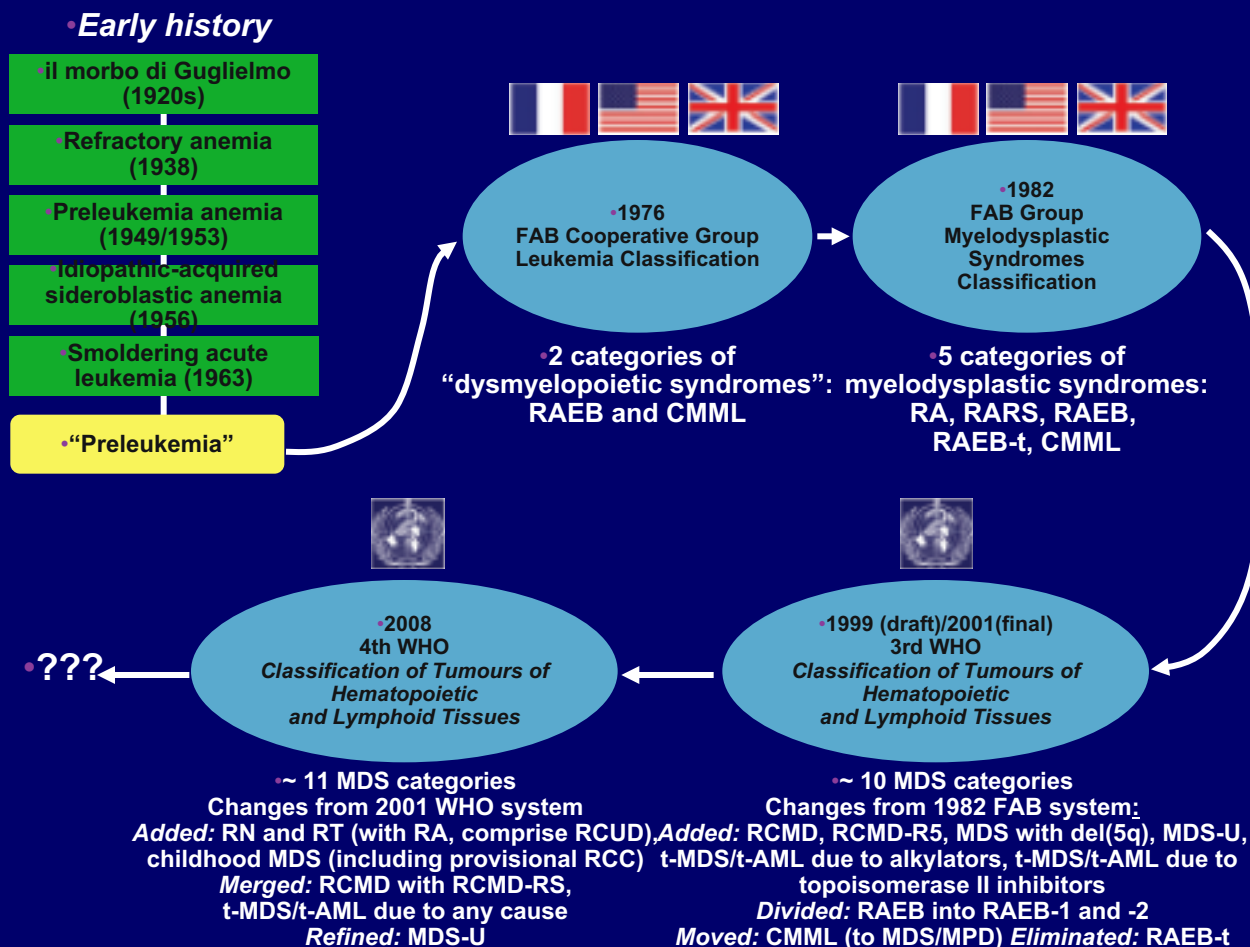 •Early history
•il morbo di Guglielmo
(1920s)
•Refractory anemia
(1938)
•Preleukemia anemia
(1949/1953)
•Idiopathic-acquired
sideroblastic anemia
(1956)
•Smoldering acute
leukemia (1963)
•“Preleukemia”
•1976
FAB Cooperative Group
Leukemia Classification
•2 categories of
“dysmyelopoietic syndromes”:
RAEB and CMML
•1982
FAB Group
Myelodysplastic
Syndromes
Classification
•5 categories of
myelodysplastic syndromes:
RA, RARS, RAEB,
RAEB-t, CMML
•1999 (draft)/2001(final)
3rd WHO
Classification of Tumours of
Hematopoietic
and Lymphoid Tissues
•~ 10 MDS categories
Changes from 1982 FAB system:
Added: RCMD, RCMD-R5, MDS with del(5q), MDS-U,
t-MDS/t-AML due to alkylators, t-MDS/t-AML due to
topoisomerase II inhibitors
Divided: RAEB into RAEB-1 and -2
Moved: CMML (to MDS/MPD) Eliminated: RAEB-t
•2008
4th WHO
Classification of Tumours of
Hematopoietic
and Lymphoid Tissues
•~ 11 MDS categories
Changes from 2001 WHO system
Added: RN and RT (with RA, comprise RCUD),
childhood MDS (including provisional RCC)
Merged: RCMD with RCMD-RS,
t-MDS/t-AML due to any cause
Refined: MDS-U
•???